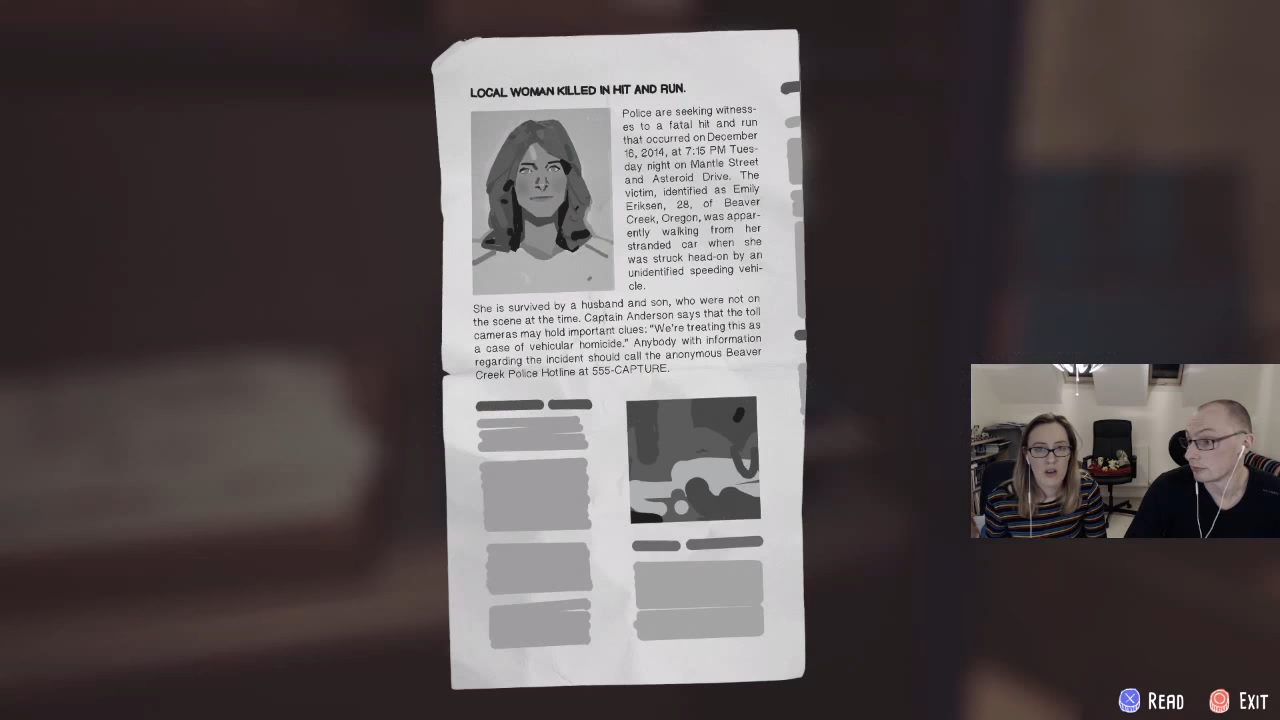 LOCAL WOMAN KILLED IN HIT AND RUN.
Police are seeking witness-
es to a fatal hit and run
that occurred on December
16, 2014, at 7:15 PM Tues-
day night on Mantle Street
and Asteroid Drive. The
victim, identified as Emily
Eriksen, 28, of Beaver
Creek, Oregon, was appar-
ently walking from her
stranded car when she
was struck head-on by an
unidentified speeding vehi-
cle.
She is survived by a husband and son, who were not on
the scene at the time. Captain Anderson says that the toll
cameras may hold important clues: "We're treating this as
a case of vehicular homicide." Anybody with information
regarding the incident should call the anonymous Beaver
Creek Police Hotline at 555-CAPTURE.
READ EXIT